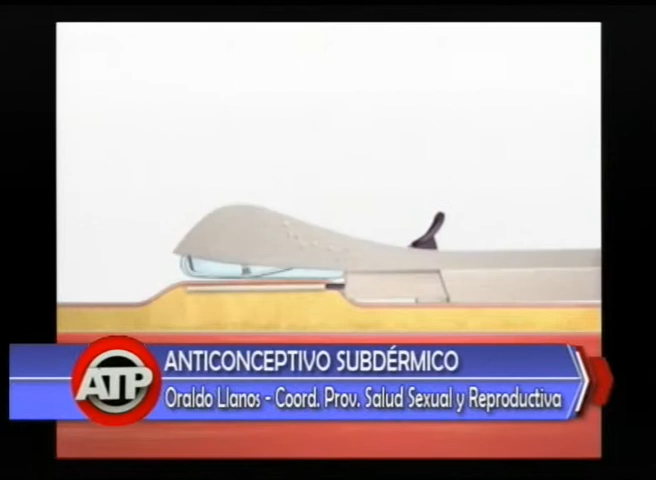 ANTICONCEPTIVO SUBDÉRMICO
ATP
Oraldo Llanos - Coord. Prov. Salud Sexual y Reproductiva